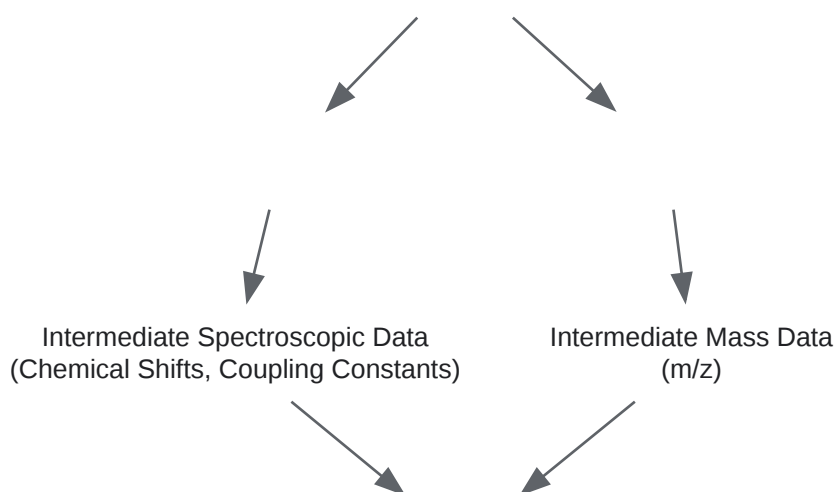 Intermediate Spectroscopic Data
(Chemical Shifts, Coupling Constants)
Intermediate Mass Data
(m/z)